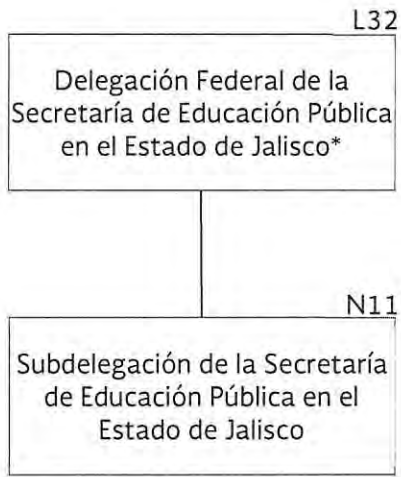 L32
Delegación Federal de la
Secretaría de Educación Pública
en el Estado de Jalisco*
N11
Subdelegación de la Secretaría
de Educación Pública en el
Estado de Jalisco